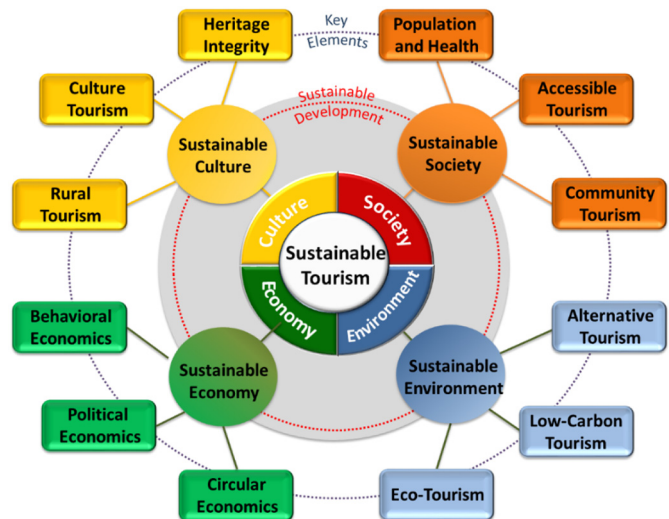 Heritage
Integrity
Key
Elements
Population
and Health
Culture
Tourism
Sustainable
Development
Accessible
Tourism
Sustainable
Culture
Sustainable
Society
Rural
Tourism
Community
Tourism
Culture
Society
Sustainable
Tourism
Economy
Environment
Behavioral
Economics
Alternative
Tourism
Sustainable
Economy
Sustainable
Environment
Political
Economics
Low-Carbon
Tourism
Circular
Economics
Eco-Tourism